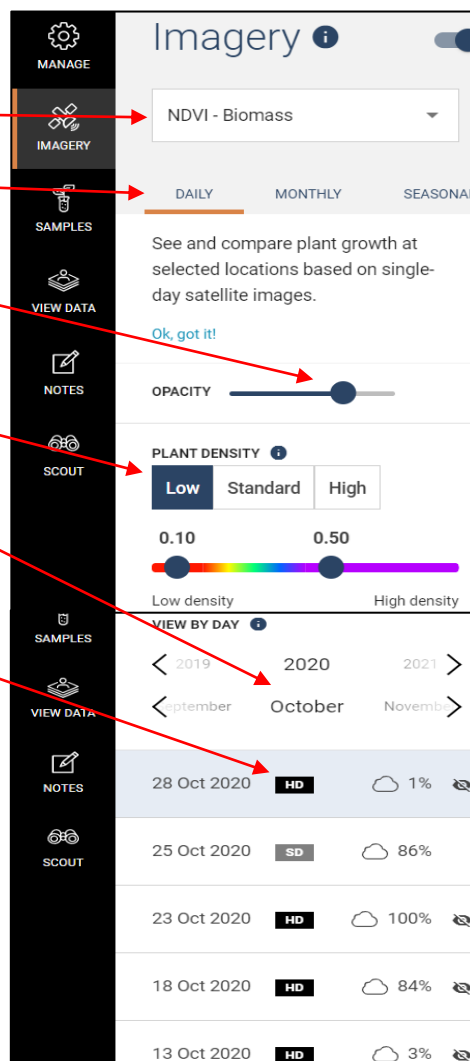 MANAGE
IMAGERY
SAMPLES
VIEW DATA
NOTES
SCOUT
Imagery i
NDVI - Biomass
DAILY MONTHLY SEASONAL
See and compare plant growth at
selected locations based on single-
day satellite images.
Ok, got it!
OPACITY
PLANT DENSITY i
Low Standard High
0.10 0.50
Low density High density
SAMPLES
VIEW DATA
NOTES
SCOUT
VIEW BY DAY i
2019 2020 2021
eptember October Novembe
28 Oct 2020 HD 1%
25 Oct 2020 SD 86%
23 Oct 2020 HD 100%
18 Oct 2020 HD 84%
13 Oct 2020 HD 3%